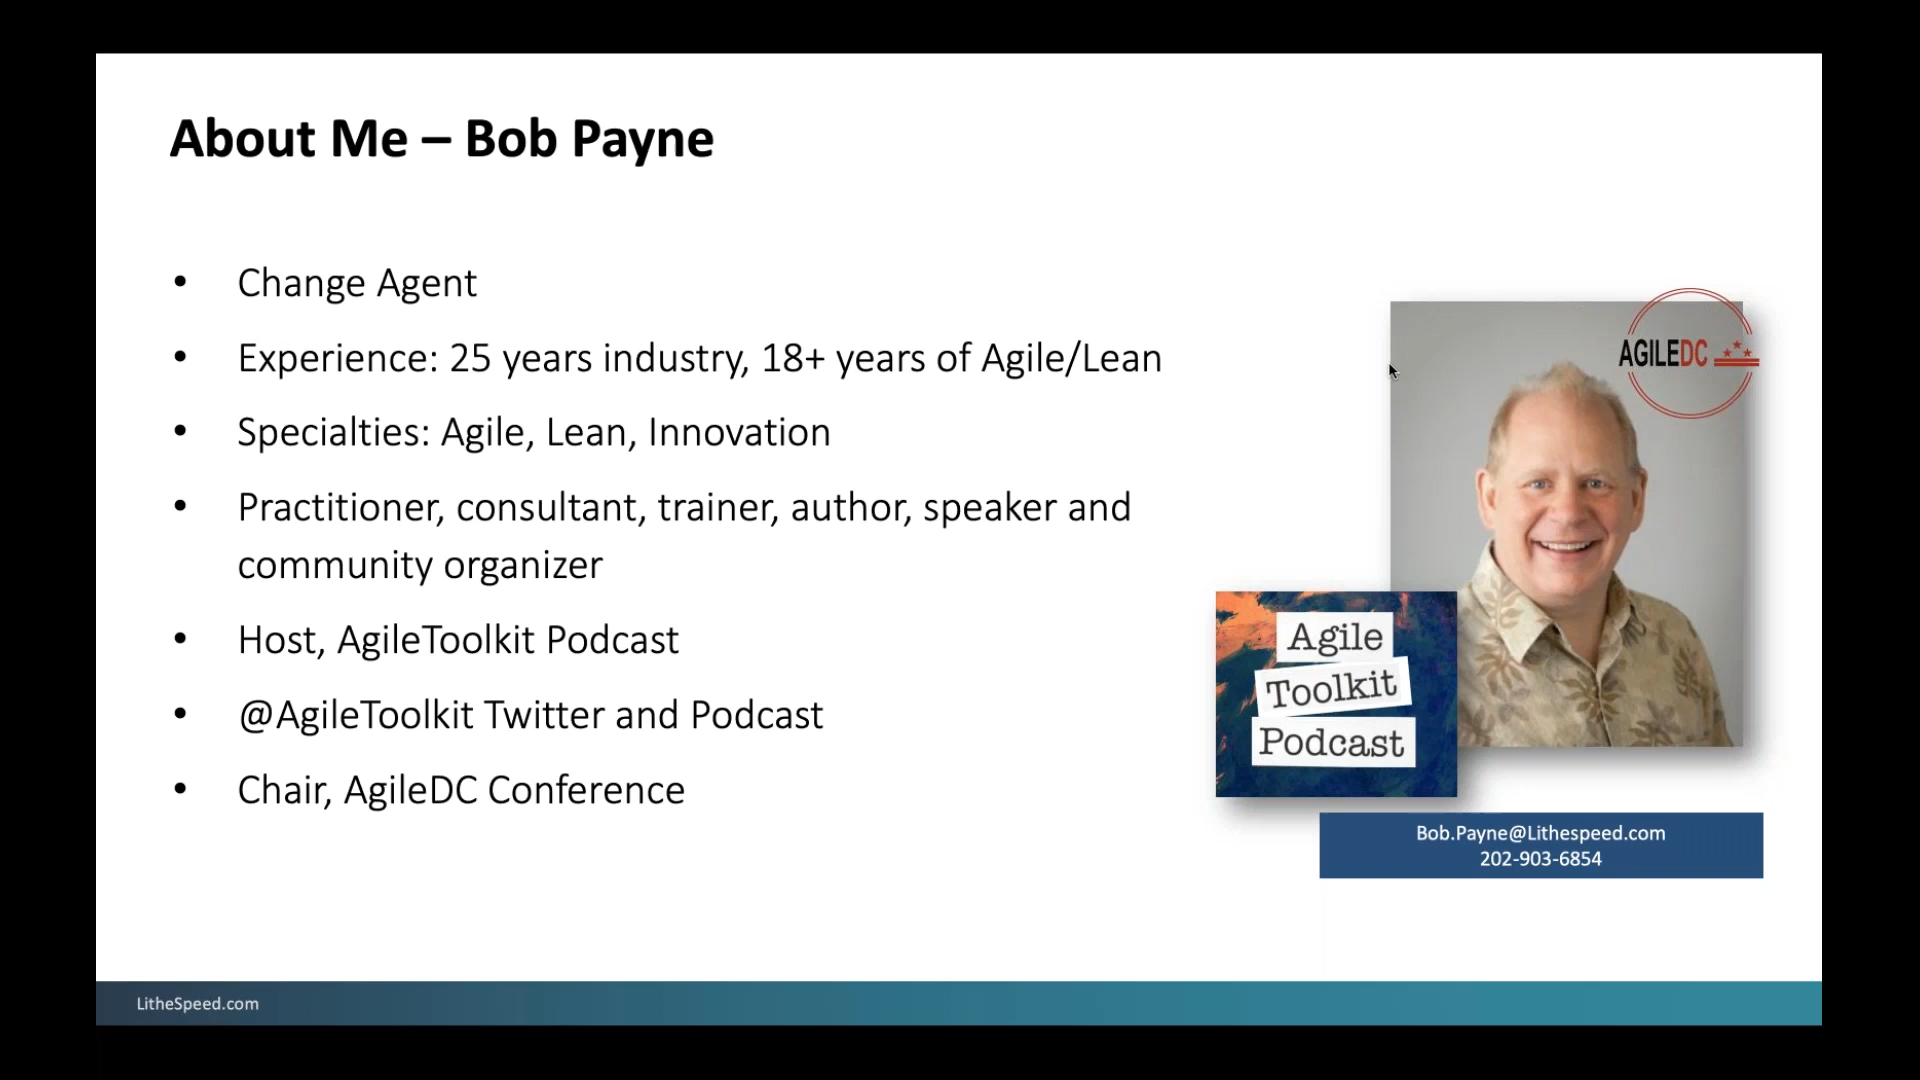 About Me – Bob Payne
• Change Agent
• Experience: 25 years industry, 18+ years of Agile/Lean
• Specialties: Agile, Lean, Innovation
• Practitioner, consultant, trainer, author, speaker and
community organizer
• Host, AgileToolkit Podcast
• @AgileToolkit Twitter and Podcast
• Chair, AgileDC Conference
AGILEDC
Agile
Toolkit
Podcast
Bob.Payne@Lithespeed.com
202-903-6854
LitheSpeed.com